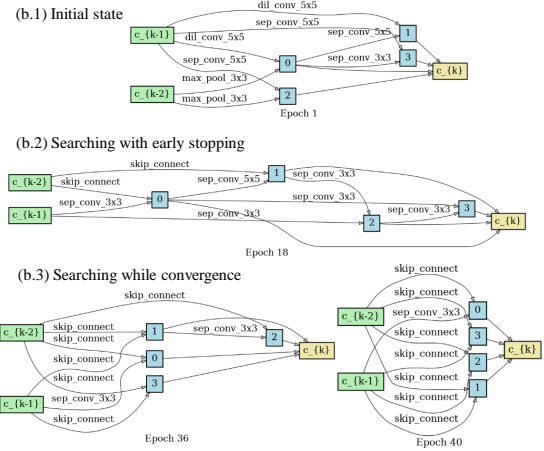 (b.1) Initial state
dil_conv_5x5
sep_conv_5x5
c_{k-1}
dil_conv_5x5
sep_conv_5x5
1
sep_conv_5x5
0
sep_conv_3x3
3
c_{k}
max_pool_3x3
c_{k-2}
max_pool_3x3
2
Epoch 1
(b.2) Searching with early stopping
skip_connect
1
sep_conv_3x3
c_{k-2}
skip_connect
sep_conv_5x5
0
sep_conv_3x3
sep_conv_3x3
3
c_{k-1}
sep_conv_3x3
2
sep_conv_3x3
c_{k}
Epoch 18
(b.3) Searching while convergence
skip_connect
c_{k-2}
skip_connect
1
sep_conv_3x3
2
skip_connect
c_{k}
skip_connect
0
skip_connect
3
c_{k-1}
sep_conv_3x3
skip_connect
Epoch 36
skip_connect
skip_connect
0
c_{k-2}
sep_conv_3x3
3
skip_connect
c_{k}
2
c_{k-1}
skip_connect
1
skip_connect
skip_connect
Epoch 40